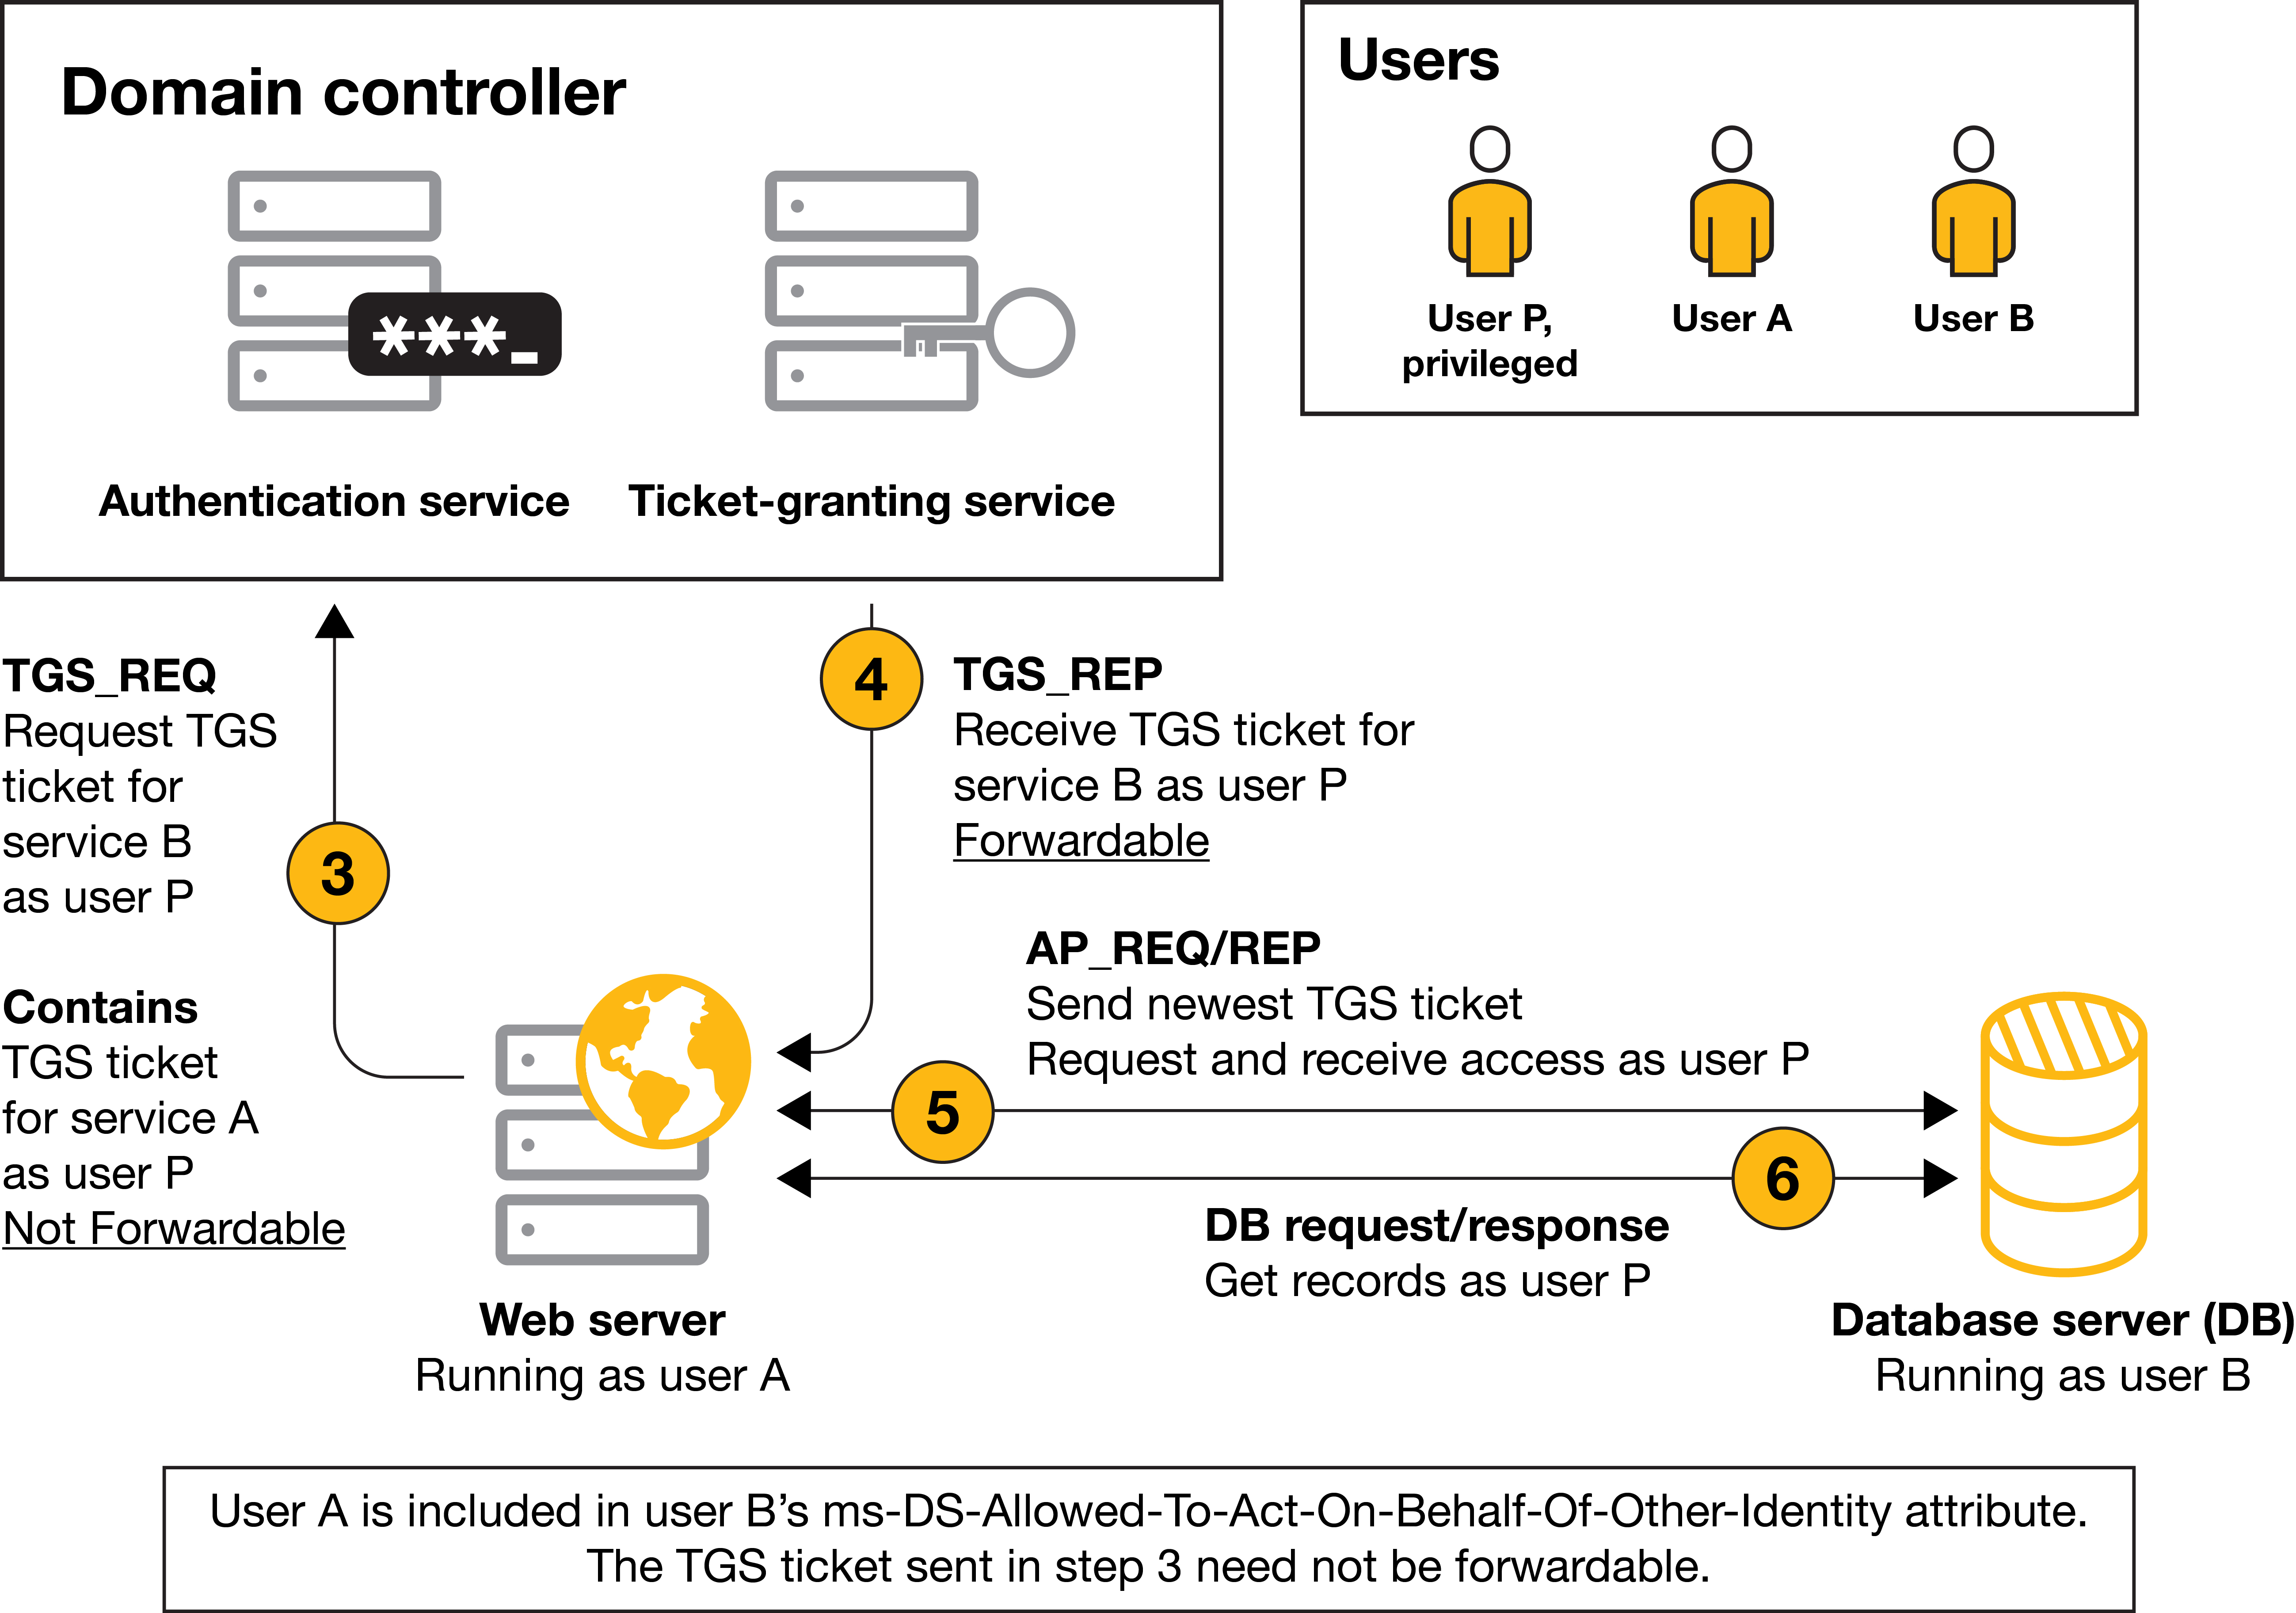 Domain controller
***_
Authentication service
Ticket-granting service
Users
User P,
privileged
User A
User B
TGS_REQ
Request TGS
ticket for
service B
as user P
3
Contains
TGS ticket
for service A
as user P
Not Forwardable
4
TGS_REP
Receive TGS ticket for
service B as user P
Forwardable
AP_REQ/REP
Send newest TGS ticket
Request and receive access as user P
5
6
DB request/response
Get records as user P
Web server
Running as user A
Database server (DB)
Running as user B
User A is included in user B’s ms-DS-Allowed-To-Act-On-Behalf-Of-Other-Identity attribute.
The TGS ticket sent in step 3 need not be forwardable.